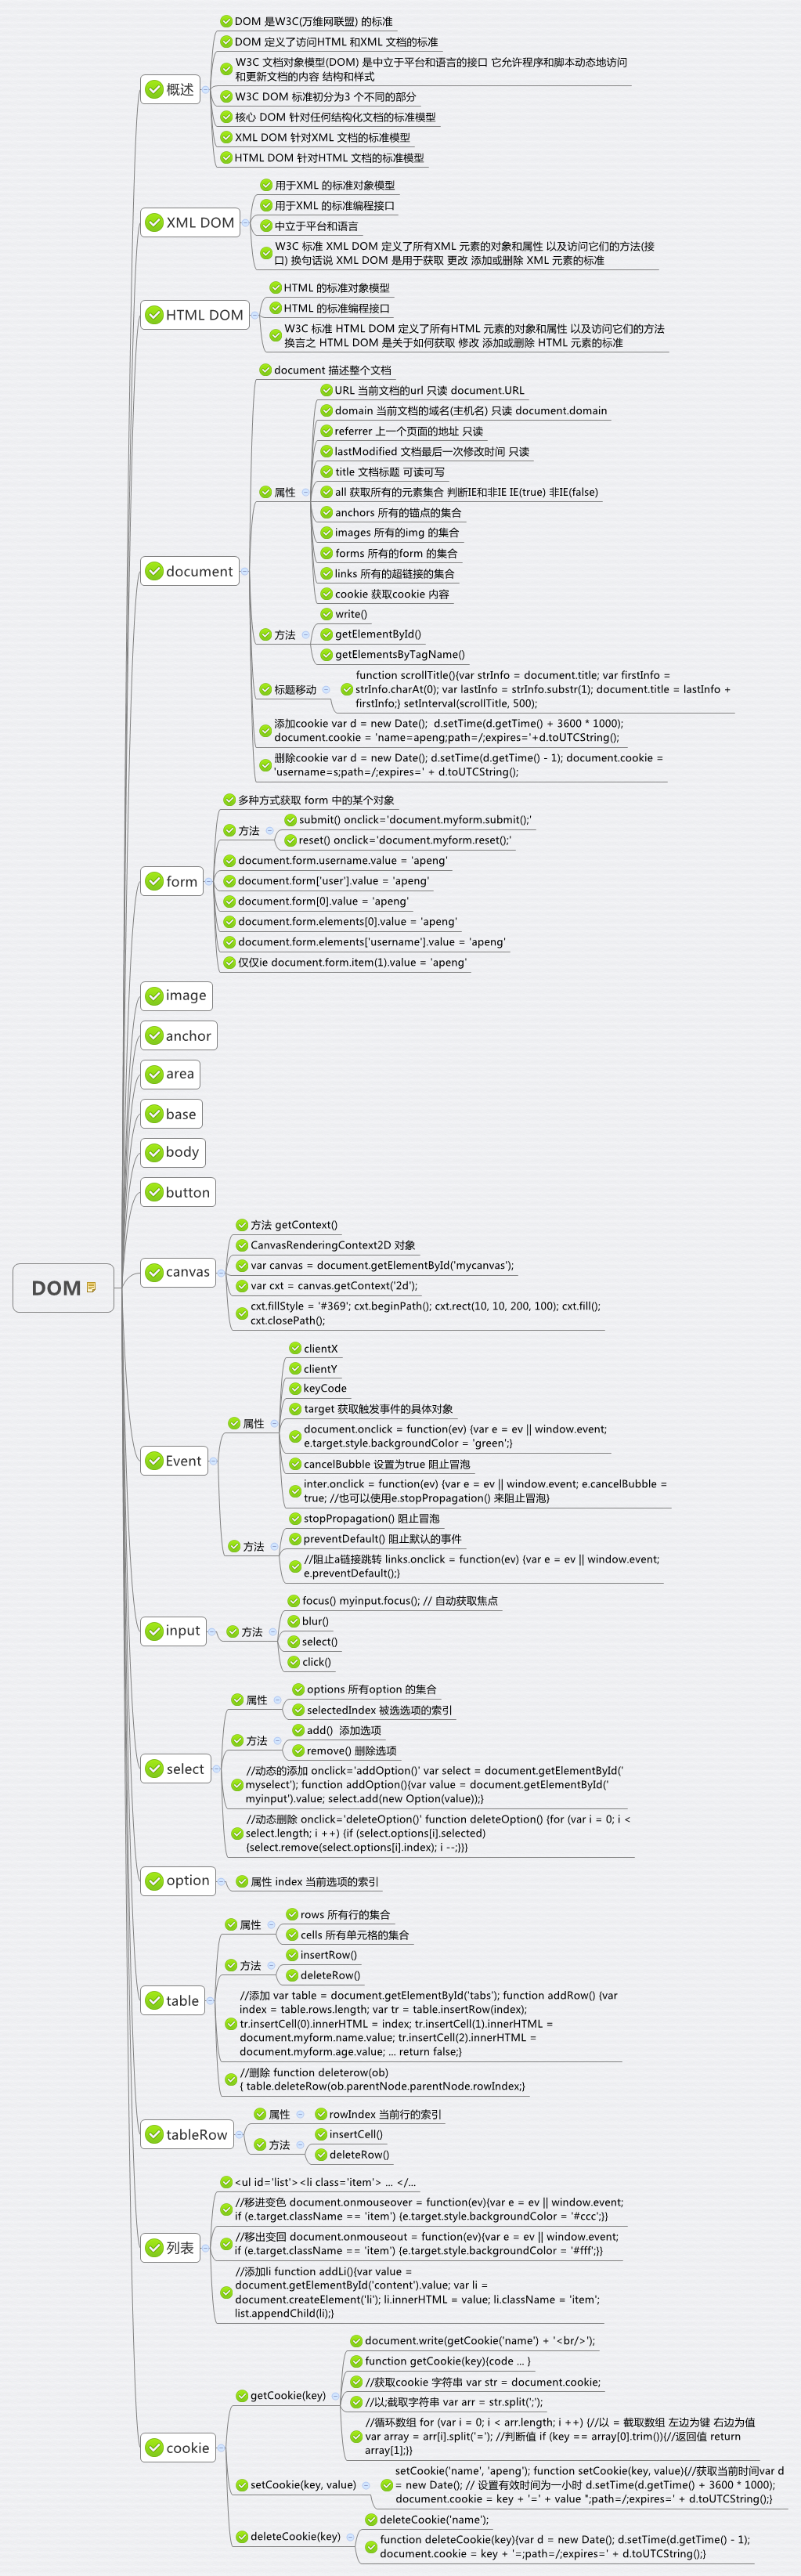 DOM
概述
DOM 是W3C(万维网联盟) 的标准
DOM 定义了访问HTML 和XML 文档的标准
W3C 文档对象模型(DOM) 是中立于平台和语言的接口 它允许程序和脚本动态地访问
和更新文档的内容 结构和样式
W3C DOM 标准初分为3 个不同的部分
核心 DOM 针对任何结构化文档的标准模型
XML DOM 针对XML 文档的标准模型
HTML DOM 针对HTML 文档的标准模型
XML DOM
用于XML 的标准对象模型
用于XML 的标准编程接口
中立于平台和语言
W3C 标准 XML DOM 定义了所有XML 元素的对象和属性 以及访问它们的方法(接
口) 换句话说 XML DOM 是用于获取 更改 添加或删除 XML 元素的标准
HTML DOM
HTML 的标准对象模型
HTML 的标准编程接口
W3C 标准 HTML DOM 定义了所有HTML 元素的对象和属性 以及访问它们的方法
换言之 HTML DOM 是关于如何获取 修改 添加或删除 HTML 元素的标准
document
document 描述整个文档
属性
URL 当前文档的url 只读 document.URL
domain 当前文档的域名(主机名) 只读 document.domain
referrer 上一个页面的地址 只读
lastModified 文档最后一次修改时间 只读
title 文档标题 可读可写
all 获取所有的元素集合 判断IE和非IE IE(true) 非IE(false)
anchors 所有的锚点的集合
images 所有的img 的集合
forms 所有的form 的集合
links 所有的超链接的集合
cookie 获取cookie 内容
方法
write()
getElementById()
getElementsByTagName()
标题移动
function scrollTitle(){var strInfo = document.title; var firstInfo =
strInfo.charAt(0); var lastInfo = strInfo.substr(1); document.title = lastInfo +
firstInfo;} setInterval(scrollTitle, 500);
添加cookie var d = new Date();  d.setTime(d.getTime() + 3600 * 1000);
document.cookie = 'name=apeng;path=/;expires='+d.toUTCString();
删除cookie var d = new Date(); d.setTime(d.getTime() - 1); document.cookie =
'username=s;path=/;expires=' + d.toUTCString();
form
多种方式获取 form 中的某个对象
方法
submit() onclick='document.myform.submit();'
reset() onclick='document.myform.reset();'
document.form.username.value = 'apeng'
document.form['user'].value = 'apeng'
document.form[0].value = 'apeng'
document.form.elements[0].value = 'apeng'
document.form.elements['username'].value = 'apeng'
仅仅ie document.form.item(1).value = 'apeng'
image
anchor
area
base
body
button
canvas
方法 getContext()
CanvasRenderingContext2D 对象
var canvas = document.getElementById('mycanvas');
var cxt = canvas.getContext('2d');
cxt.fillStyle = '#369'; cxt.beginPath(); cxt.rect(10, 10, 200, 100); cxt.fill();
cxt.closePath();
Event
属性
clientX
clientY
keyCode
target 获取触发事件的具体对象
document.onclick = function(ev) {var e = ev || window.event;
e.target.style.backgroundColor = 'green';}
cancelBubble 设置为true 阻止冒泡
inter.onclick = function(ev) {var e = ev || window.event; e.cancelBubble =
true; //也可以使用e.stopPropagation() 来阻止冒泡}
方法
stopPropagation() 阻止冒泡
preventDefault() 阻止默认的事件
//阻止a链接跳转 links.onclick = function(ev) {var e = ev || window.event;
e.preventDefault();}
input
方法
focus() myinput.focus(); // 自动获取焦点
blur()
select()
click()
select
属性
options 所有option 的集合
selectedIndex 被选选项的索引
方法
add()  添加选项
remove() 删除选项
//动态的添加 onclick='addOption()' var select = document.getElementById('
myselect'); function addOption(){var value = document.getElementById('
myinput').value; select.add(new Option(value));}
//动态删除 onclick='deleteOption()' function deleteOption() {for (var i = 0; i <
select.length; i ++) {if (select.options[i].selected)
{select.remove(select.options[i].index); i --;}}}
option
属性 index 当前选项的索引
table
属性
rows 所有行的集合
cells 所有单元格的集合
方法
insertRow()
deleteRow()
//添加 var table = document.getElementById('tabs'); function addRow() {var
index = table.rows.length; var tr = table.insertRow(index);
tr.insertCell(0).innerHTML = index; tr.insertCell(1).innerHTML =
document.myform.name.value; tr.insertCell(2).innerHTML =
document.myform.age.value; ... return false;}
//删除 function deleterow(ob)
{ table.deleteRow(ob.parentNode.parentNode.rowIndex;}
tableRow
属性
rowIndex 当前行的索引
方法
insertCell()
deleteRow()
列表
<ul id='list'><li class='item'> ... </...
//移进变色 document.onmouseover = function(ev){var e = ev || window.event;
if (e.target.className == 'item') {e.target.style.backgroundColor = '#ccc';}}
//移出变回 document.onmouseout = function(ev){var e = ev || window.event;
if (e.target.className == 'item') {e.target.style.backgroundColor = '#fff';}}
//添加li function addLi(){var value =
document.getElementById('content').value; var li =
document.createElement('li'); li.innerHTML = value; li.className = 'item';
list.appendChild(li);}
cookie
getCookie(key)
document.write(getCookie('name') + '<br/>');
function getCookie(key){code ... }
//获取cookie 字符串 var str = document.cookie;
//以;截取字符串 var arr = str.split(';');
//循环数组 for (var i = 0; i < arr.length; i ++) {//以 = 截取数组 左边为键 右边为值
var array = arr[i].split('='); //判断值 if (key == array[0].trim()){//返回值 return
array[1];}}
setCookie(key, value)
setCookie('name', 'apeng'); function setCookie(key, value){//获取当前时间var d
= new Date(); // 设置有效时间为一小时 d.setTime(d.getTime() + 3600 * 1000);
document.cookie = key + '=' + value ";path=/;expires=' + d.toUTCString();}
deleteCookie(key)
deleteCookie('name');
function deleteCookie(key){var d = new Date(); d.setTime(d.getTime() - 1);
document.cookie = key + '=;path=/;expires=' + d.toUTCString();}